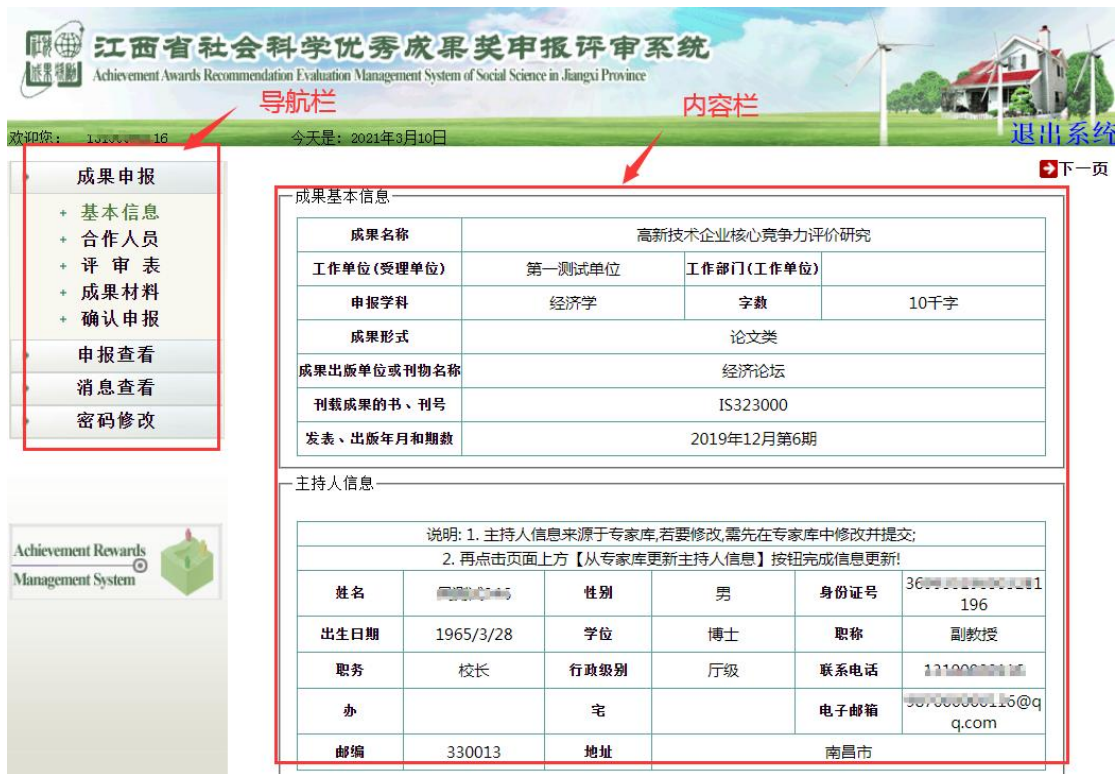 江西省社会科学优秀成果奖申报评审系统
Achievement Awards Recommendation Evaluation Management System of Social Science in Jiangxi Province
导航栏
内容栏
欢迎您： 16 今天是：2021年3月10日 退出系统
下一页
成果申报
+ 基本信息
+ 合作人员
+ 评 审 表
+ 成果材料
+ 确认申报
申报查看
消息查看
密码修改
Achievement Rewards
Management System
成果基本信息
成果名称 高新技术企业核心竞争力评价研究
工作单位(受理单位) 第一测试单位 工作部门(工作单位)
申报学科 经济学 字数 10千字
成果形式 论文类
成果出版单位或刊物名称 经济论坛
刊载成果的书、刊号 IS323000
发表、出版年月和期数 2019年12月第6期
主持人信息
说明: 1. 主持人信息来源于专家库,若要修改,需先在专家库中修改并提交;
2. 再点击页面上方【从专家库更新主持人信息】按钮完成信息更新!
姓名 性别 男 身份证号
196
出生日期 1965/3/28 学位 博士 职称 副教授
职务 校长 行政级别 厅级 联系电话
办 宅 电子邮箱 @q
q.com
邮编 330013 地址 南昌市